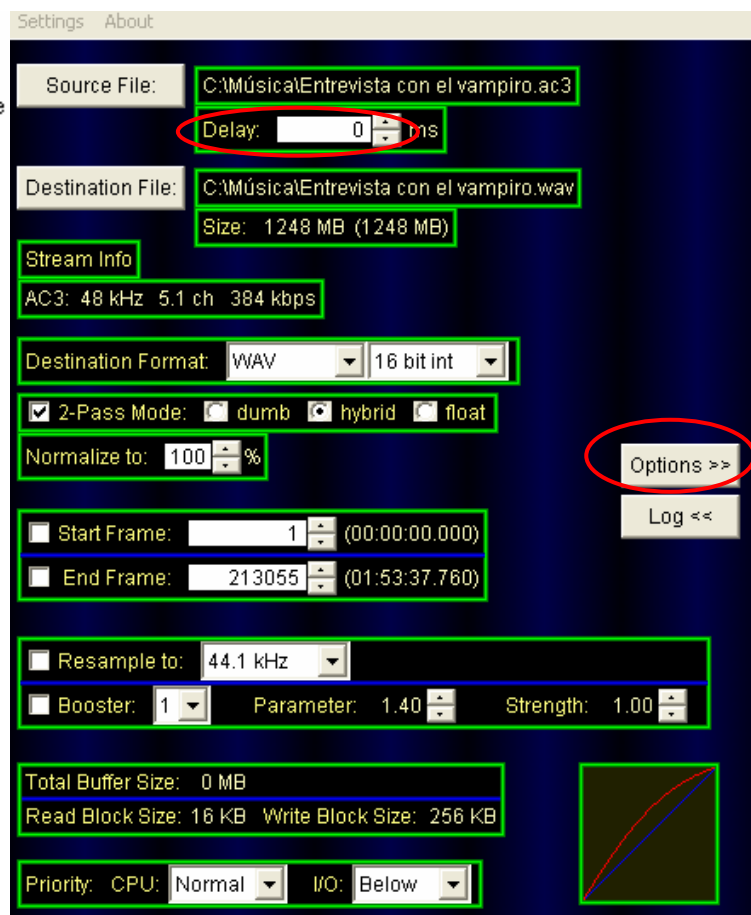 Settings About
Source File: C:\Música\Entrevista con el vampiro.ac3
e
Delay: 0 ms
Destination File: C:\Música\Entrevista con el vampiro.wav
Size: 1248 MB (1248 MB)
Stream Info
AC3: 48 kHz 5.1 ch 384 kbps
Destination Format: WAV 16 bit int
2-Pass Mode: dumb hybrid float
Normalize to: 100 %
Options >>
Log <<
Start Frame: 1 (00:00:00.000)
End Frame: 213055 (01:53:37.760)
Resample to: 44.1 kHz
Booster: 1 Parameter: 1.40 Strength: 1.00
Total Buffer Size: 0 MB
Read Block Size: 16 KB Write Block Size: 256 KB
Priority: CPU: Normal I/O: Below